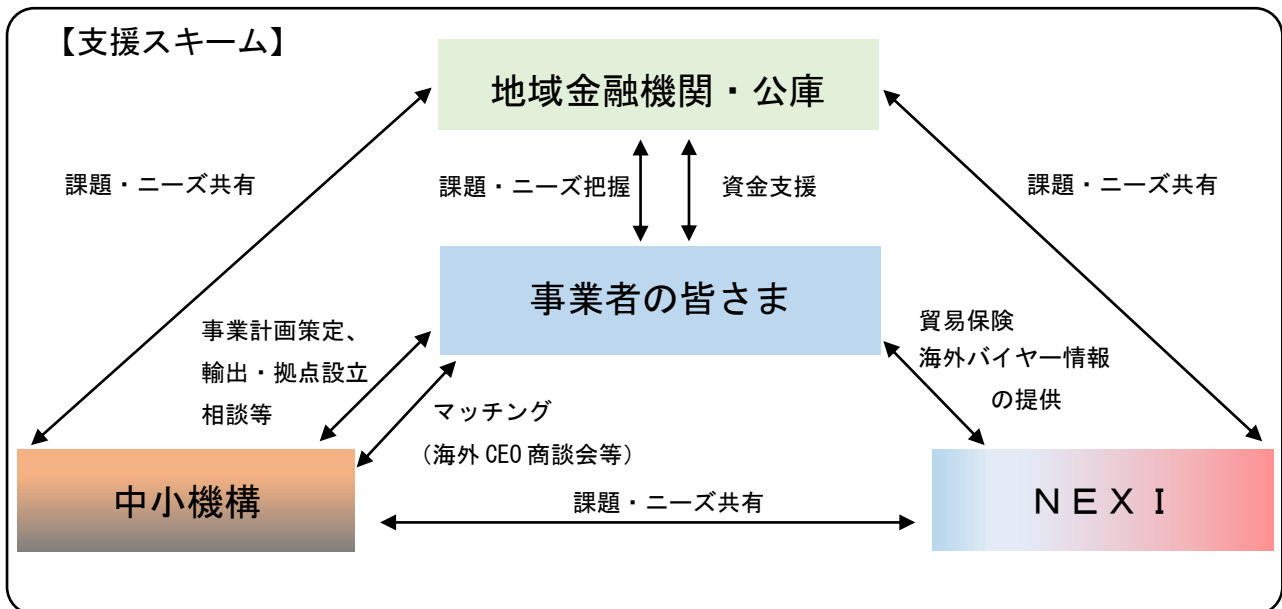 【支援スキーム】
地域金融機関・公庫
課題・ニーズ共有
課題・ニーズ把握
資金支援
課題・ニーズ共有
事業者の皆さま
事業計画策定、
輸出・拠点設立
相談等
マッチング
（海外 CEO 商談会等）
貿易保険
海外バイヤー情報
の提供
中小機構
課題・ニーズ共有
ＮＥＸＩ